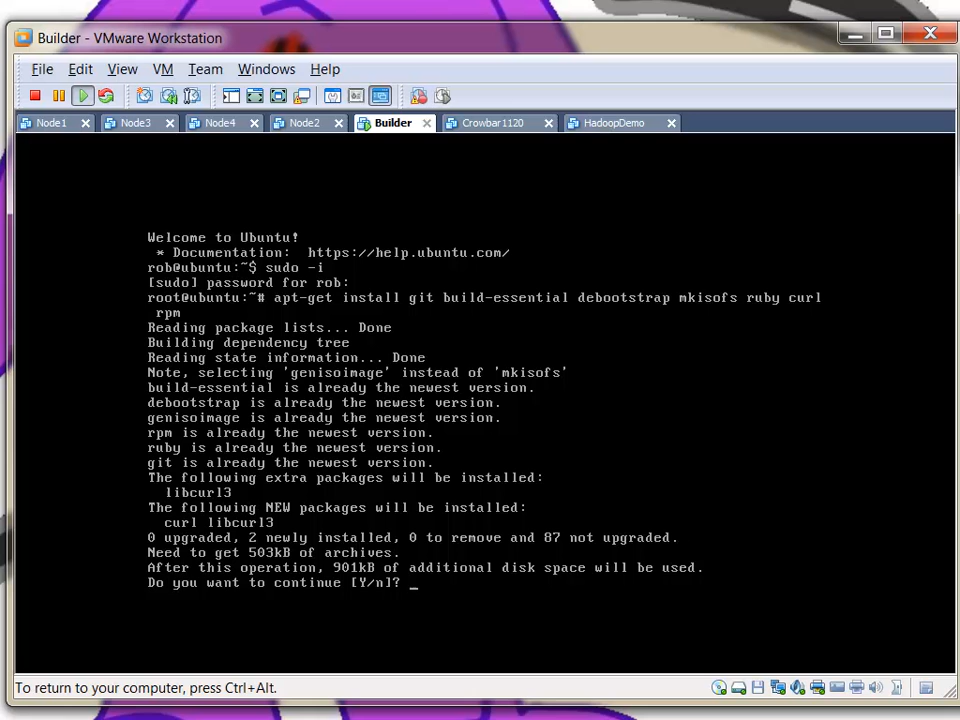 Builder - VMware Workstation
File Edit View VM Team Windows Help
Node1 Node3 Node4 Node2 Builder Crowbar1120 HadoopDemo
Welcome to Ubuntu!
* Documentation:  https://help.ubuntu.com/
rob@ubuntu:~$ sudo -i
[sudo] password for rob:
root@ubuntu:~# apt-get install git build-essential debootstrap mkisofs ruby curl
rpm
Reading package lists... Done
Building dependency tree
Reading state information... Done
Note, selecting 'genisoimage' instead of 'mkisofs'
build-essential is already the newest version.
debootstrap is already the newest version.
genisoimage is already the newest version.
rpm is already the newest version.
ruby is already the newest version.
git is already the newest version.
The following extra packages will be installed:
libcurl3
The following NEW packages will be installed:
curl libcurl3
0 upgraded, 2 newly installed, 0 to remove and 87 not upgraded.
Need to get 503kB of archives.
After this operation, 901kB of additional disk space will be used.
Do you want to continue [Y/n]? _
To return to your computer, press Ctrl+Alt.